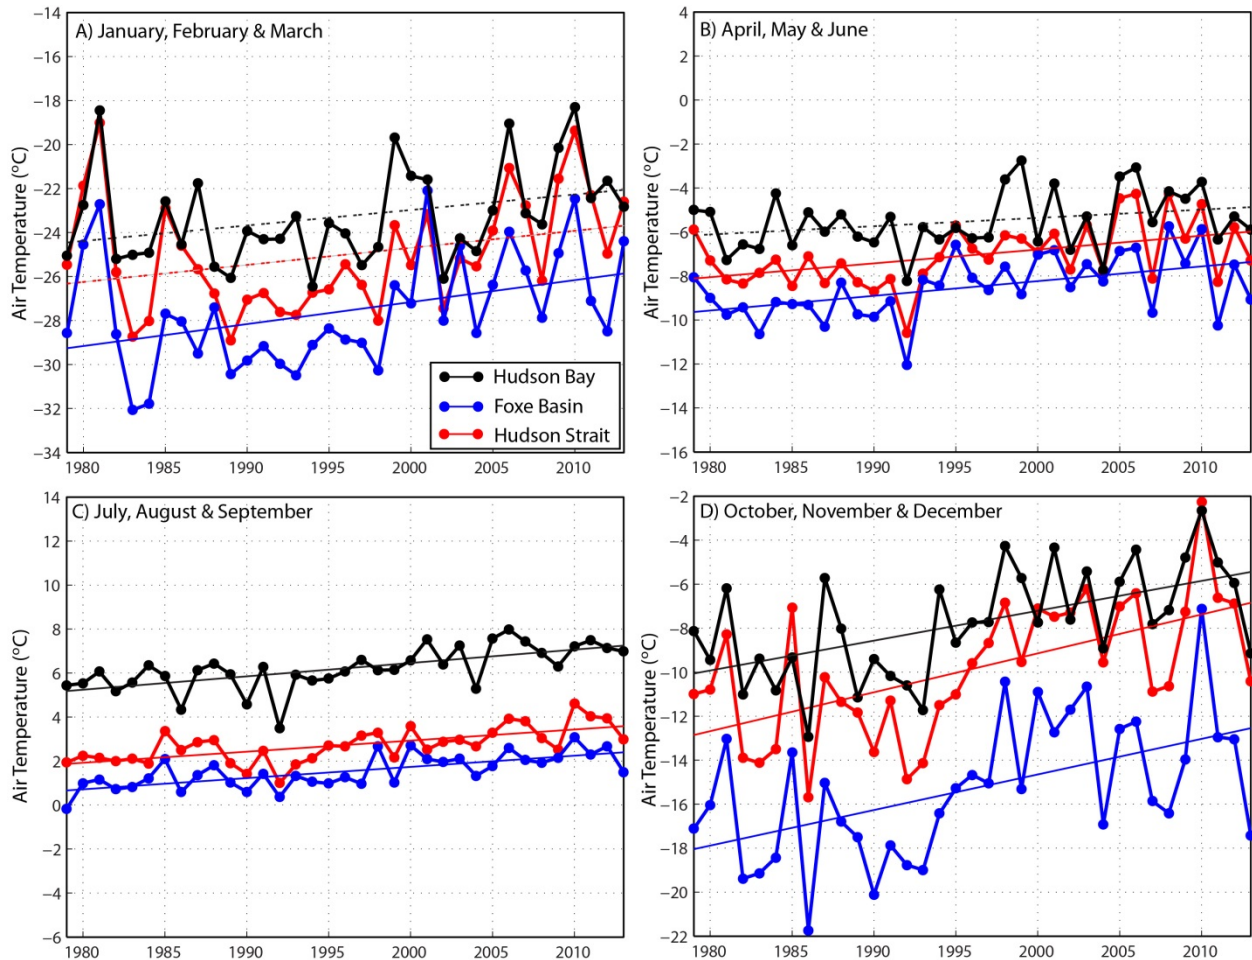 A) January, February & March
Air Temperature (°C)
−14
−16
−18
−20
−22
−24
−26
−28
−30
−32
−34
1980 1985 1990 1995 2000 2005 2010
Hudson Bay
Foxe Basin
Hudson Strait
B) April, May & June
Air Temperature (°C)
4
2
0
−2
−4
−6
−8
−10
−12
−14
−16
1980 1985 1990 1995 2000 2005 2010
C) July, August & September
Air Temperature (°C)
14
12
10
8
6
4
2
0
−2
−4
−6
1980 1985 1990 1995 2000 2005 2010
D) October, November & December
Air Temperature (°C)
−2
−4
−6
−8
−10
−12
−14
−16
−18
−20
−22
1980 1985 1990 1995 2000 2005 2010